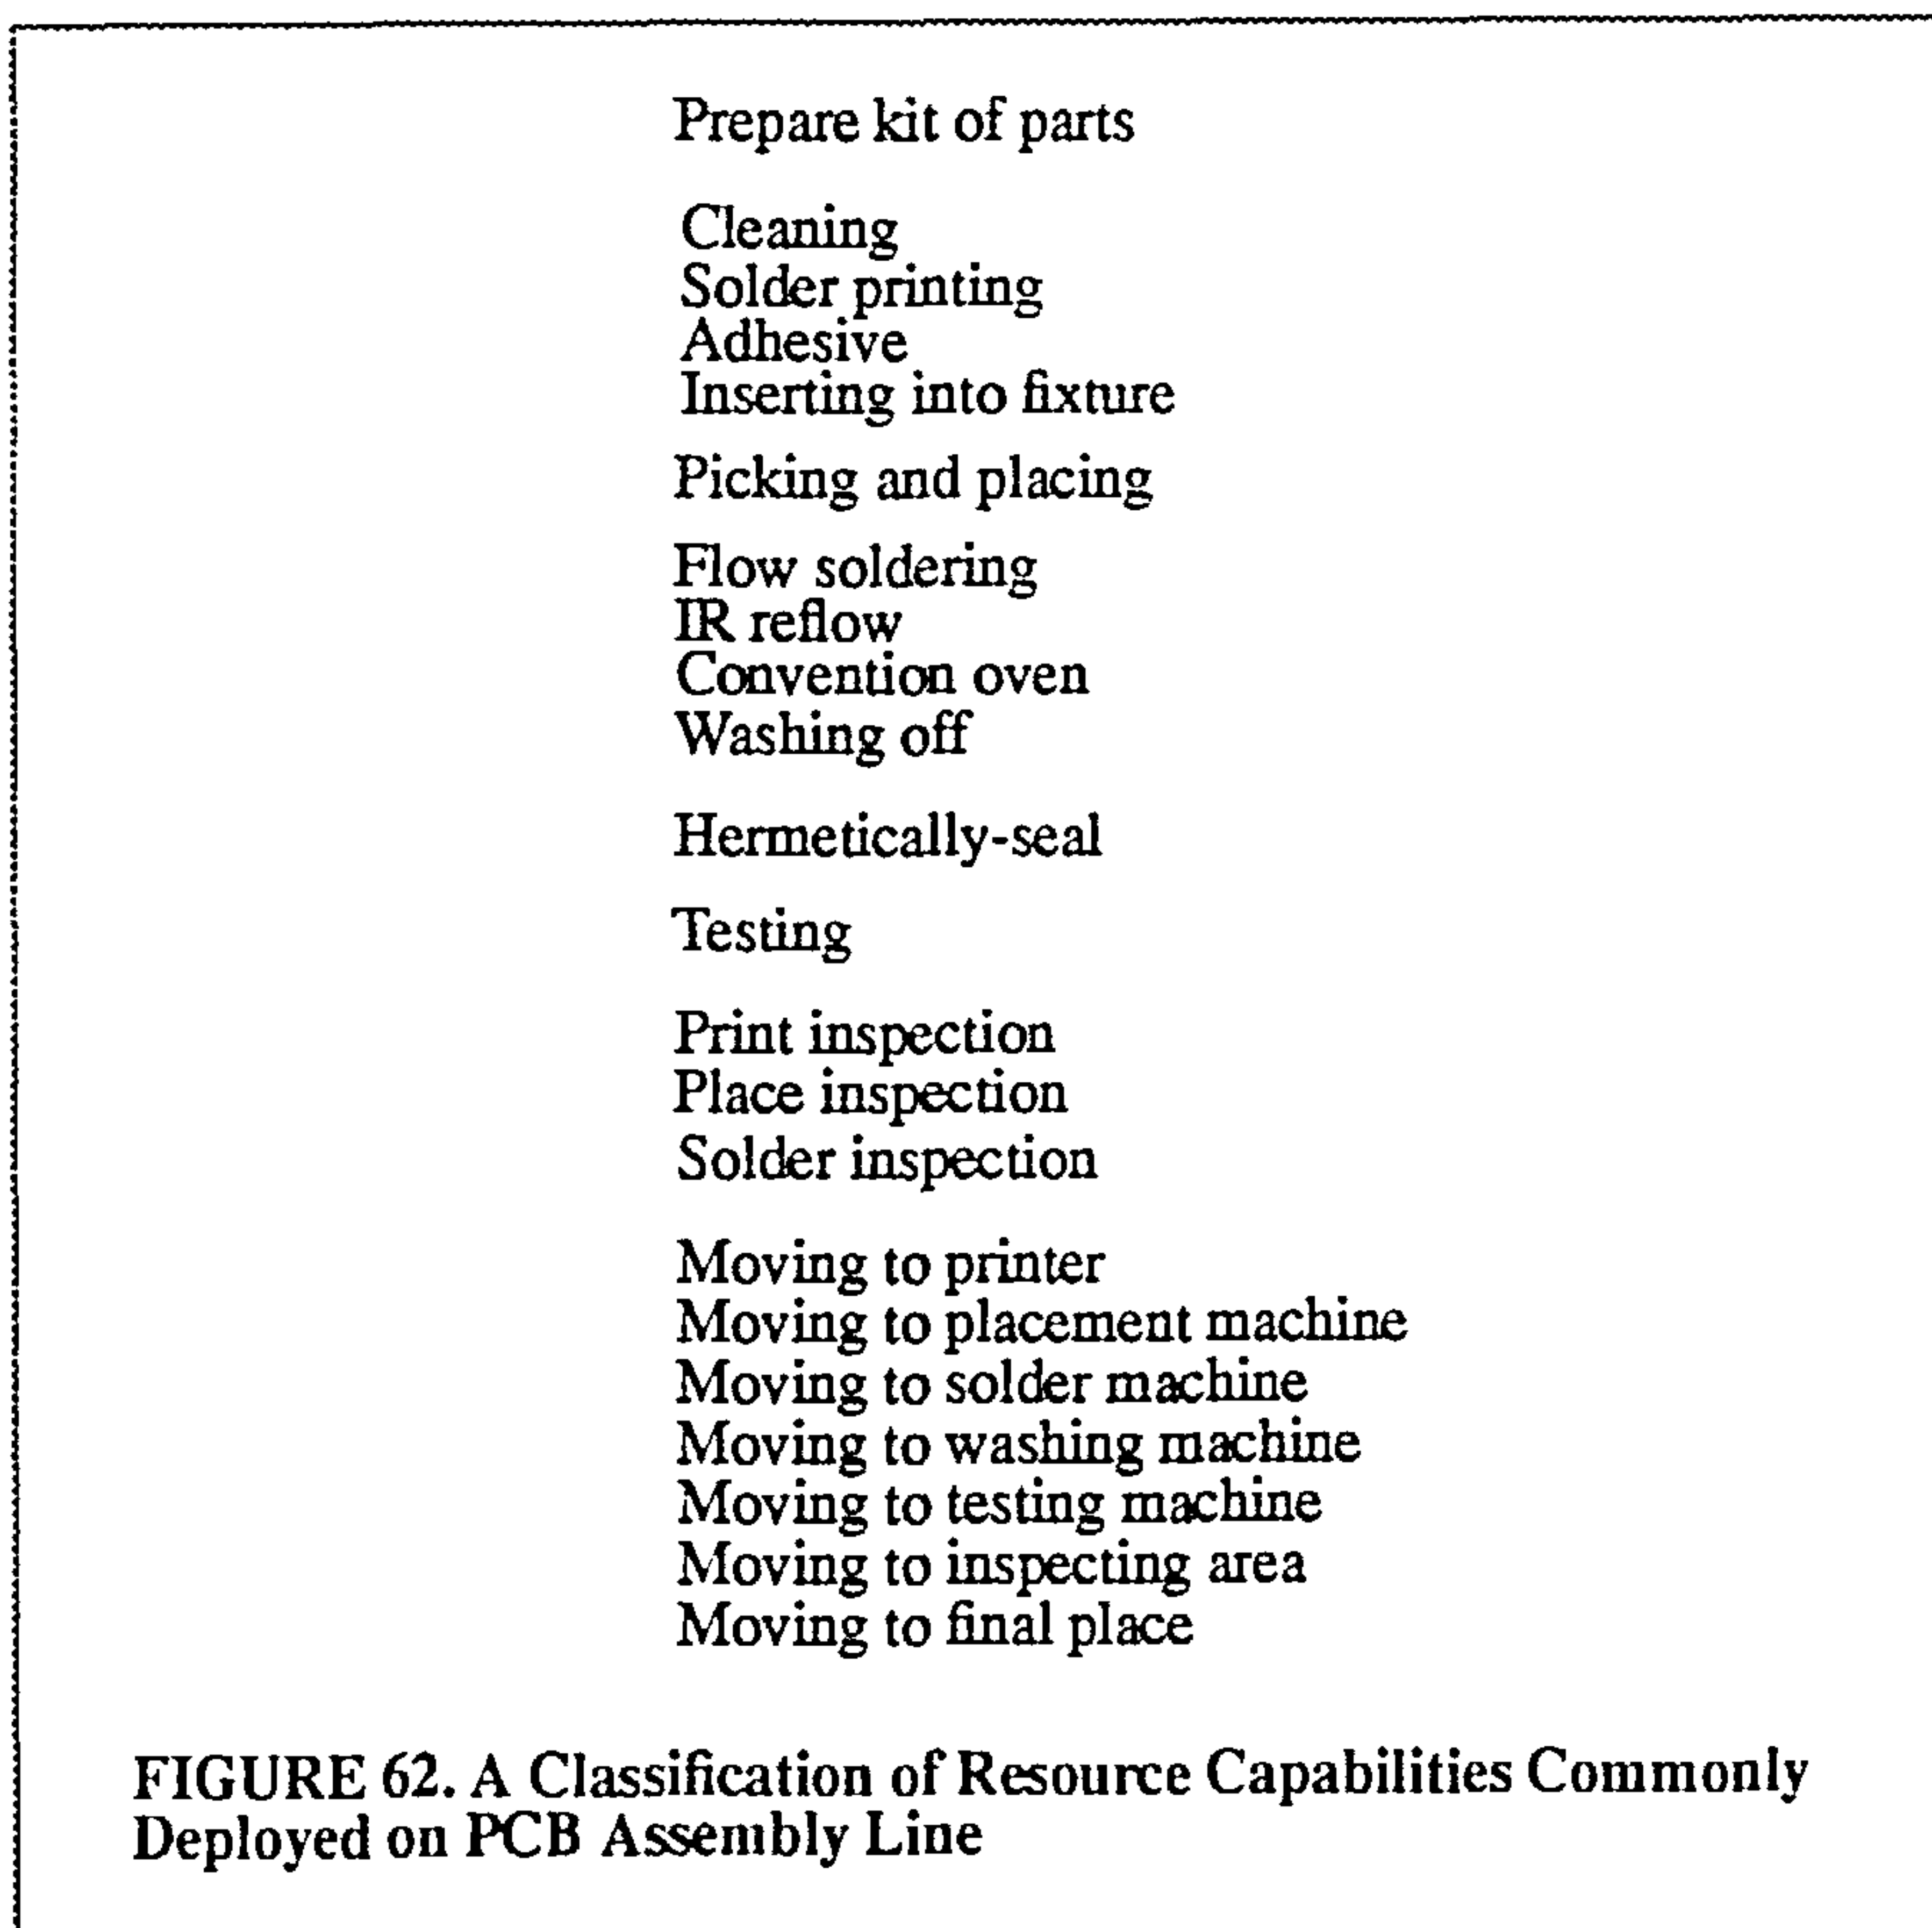 Prepare kit of parts
Cleaning
Solder printing
Adhesive
Inserting into fixture
Picking and placing
Flow soldering
IR reflow
Convention oven
Washing off
Hermetically-seal
Testing
Print inspection
Place inspection
Solder inspection
Moving to printer
Moving to placement machine
Moving to solder machine
Moving to washing machine
Moving to testing machine
Moving to inspecting area
Moving to final place
FIGURE 62. A Classification of Resource Capabilities Commonly
Deployed on PCB Assembly Line